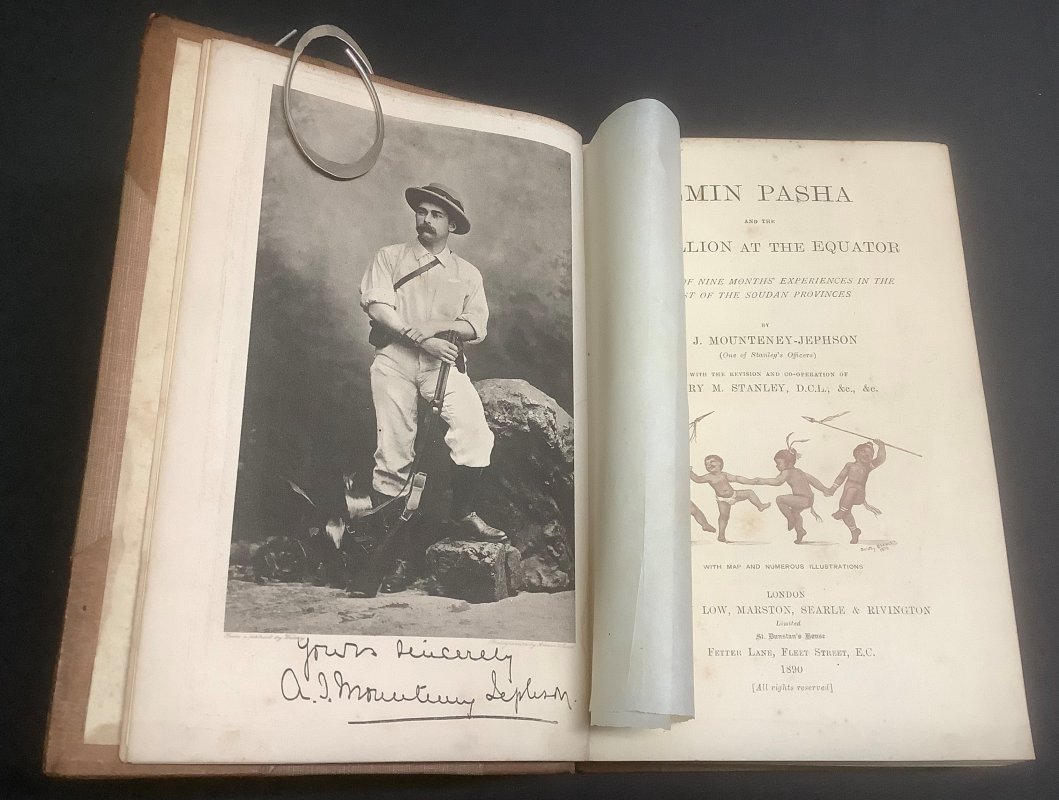 Yours sincerely
A. J. Mounteney Jephson.
MIN PASHA
AND THE
LLION AT THE EQUATOR
OF NINE MONTHS' EXPERIENCES IN THE
ST OF THE SOUDAN PROVINCES
BY
J. MOUNTENEY-JEPHSON
(One of Stanley's Officers)
WITH THE REVISION AND CO-OPERATION OF
RY M. STANLEY, D.C.L., &c., &c.
WITH MAP AND NUMEROUS ILLUSTRATIONS
LONDON
LOW, MARSTON, SEARLE & RIVINGTON
Limited
St. Dunstan's House
FETTER LANE, FLEET STREET, E.C.
1890
[All rights reserved]